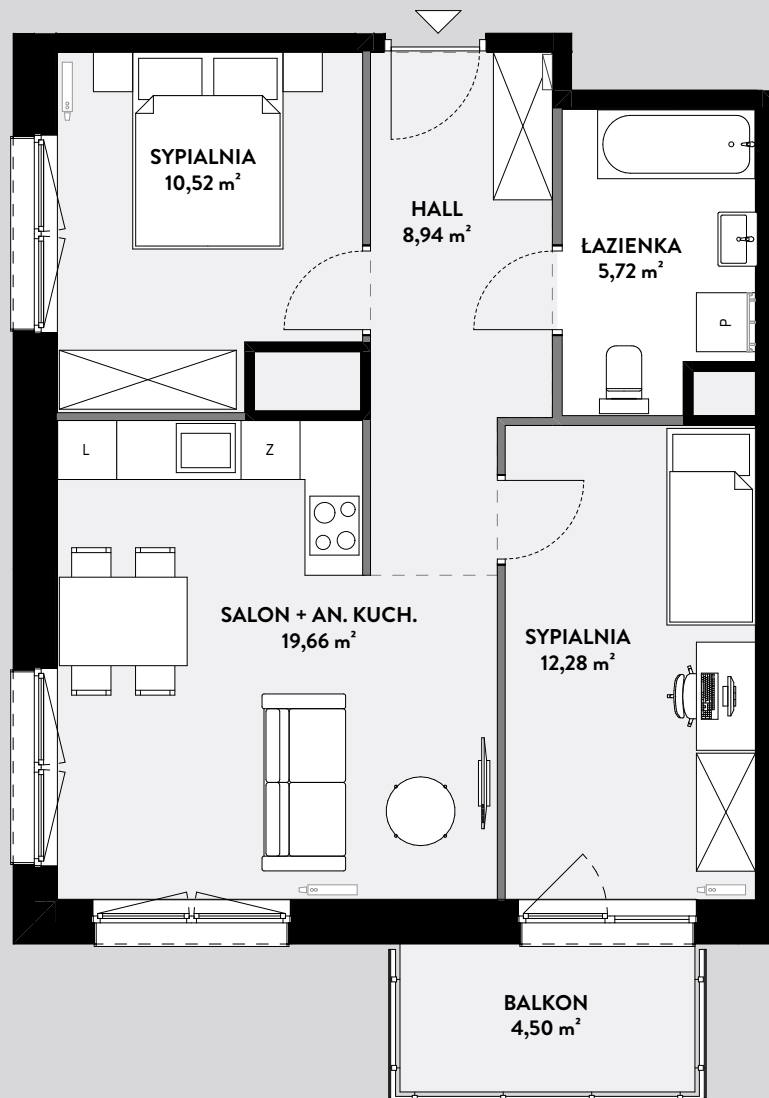 SYPIALNIA
10,52 m²
HALL
8,94 m²
ŁAZIENKA
5,72 m²
P
L
Z
SALON + AN. KUCH.
19,66 m²
SYPIALNIA
12,28 m²
BALKON
4,50 m²